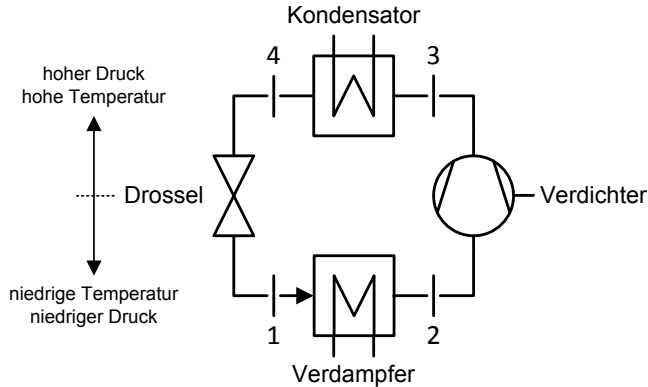 Kondensator
4
3
hoher Druck
hohe Temperatur
Drossel
Verdichter
niedrige Temperatur
niedriger Druck
1
2
Verdampfer